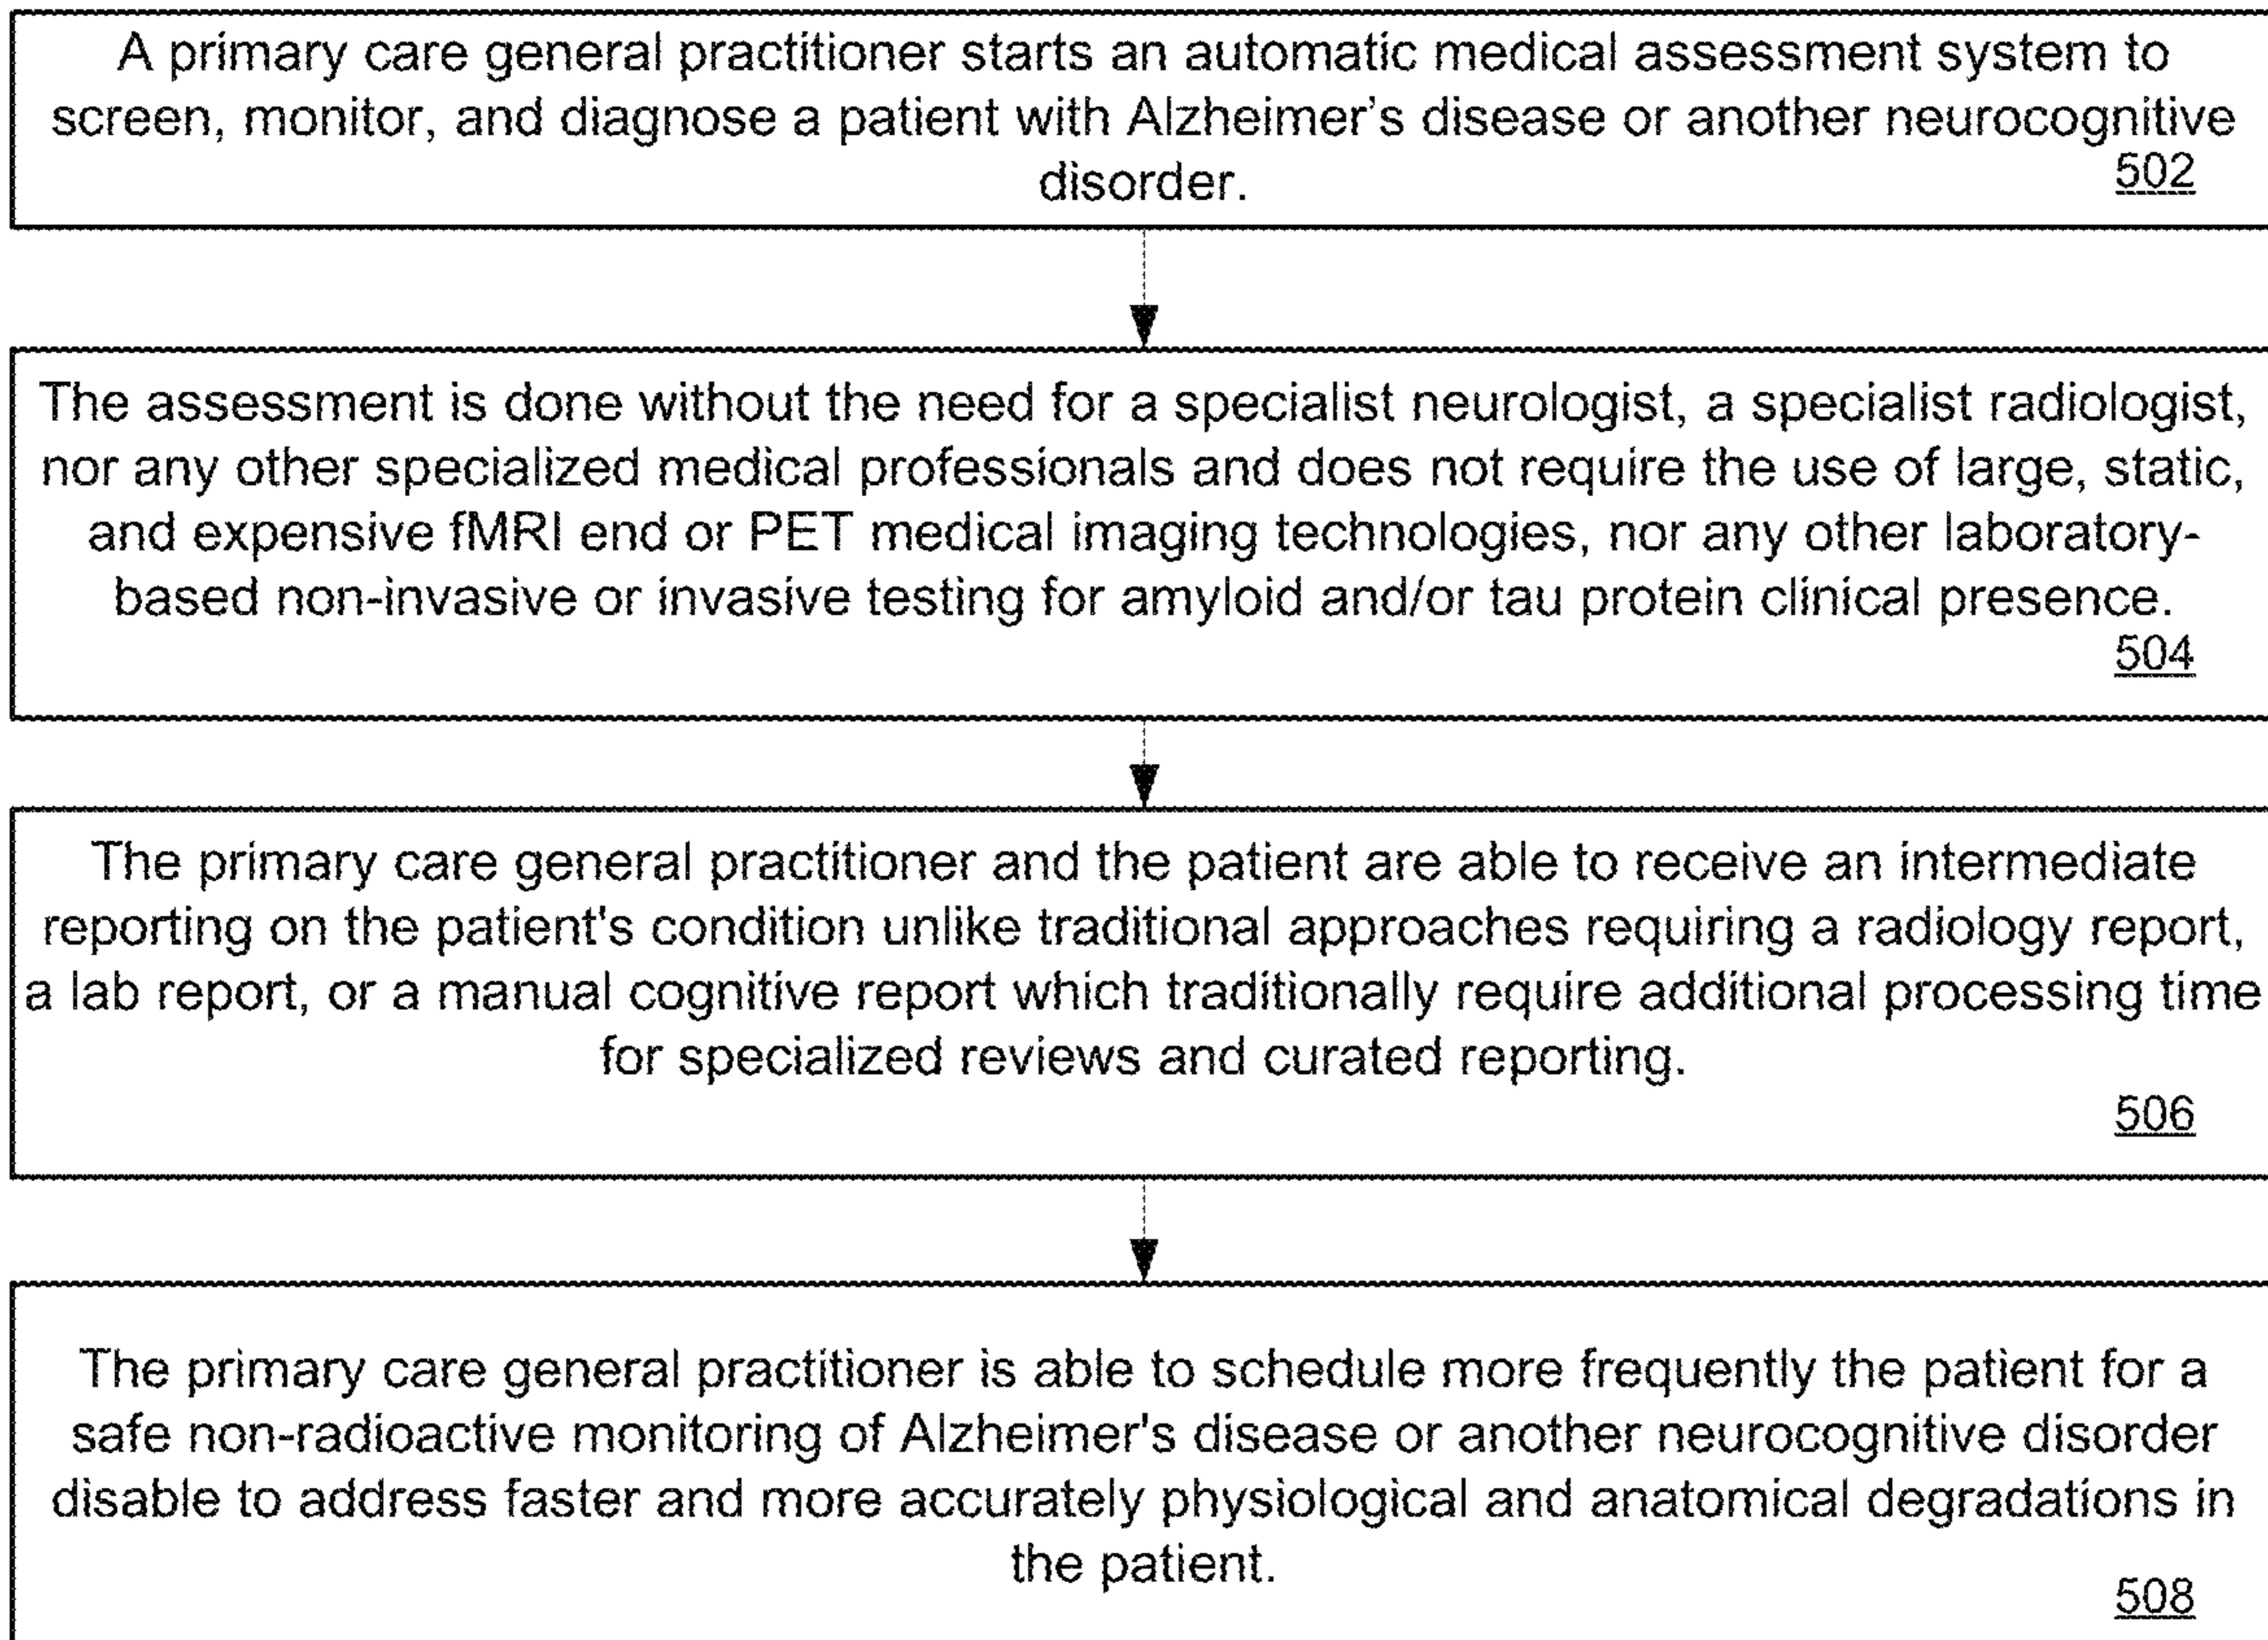 A primary care general practitioner starts an automatic medical assessment system to
screen, monitor, and diagnose a patient with Alzheimer's disease or another neurocognitive
disorder.
502
The assessment is done without the need for a specialist neurologist, a specialist radiologist,
nor any other specialized medical professionals and does not require the use of large, static,
and expensive fMRI end or PET medical imaging technologies, nor any other laboratory-
based non-invasive or invasive testing for amyloid and/or tau protein clinical presence.
504
The primary care general practitioner and the patient are able to receive an intermediate
reporting on the patient's condition unlike traditional approaches requiring a radiology report,
a lab report, or a manual cognitive report which traditionally require additional processing time
for specialized reviews and curated reporting.
506
The primary care general practitioner is able to schedule more frequently the patient for a
safe non-radioactive monitoring of Alzheimer's disease or another neurocognitive disorder
disable to address faster and more accurately physiological and anatomical degradations in
the patient.
508